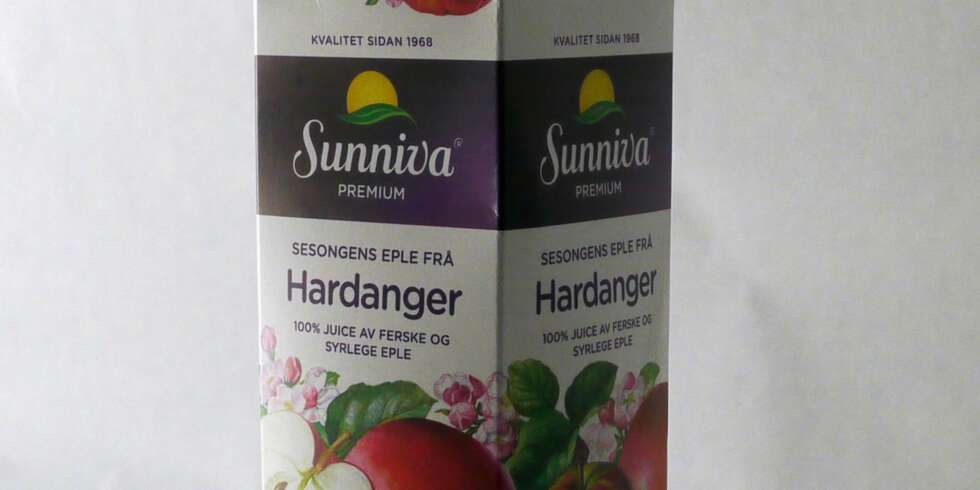 KVALITET SIDAN 1968
Sunniva®
PREMIUM
SESONGENS EPLE FRÅ
Hardanger
100% JUICE AV FERSKE OG
SYRLEGE EPLE
KVALITET SIDAN 1968
Sunniva®
PREMIUM
SESONGENS EPLE FRÅ
Hardanger
100% JUICE AV FERSKE OG
SYRLEGE EPLE